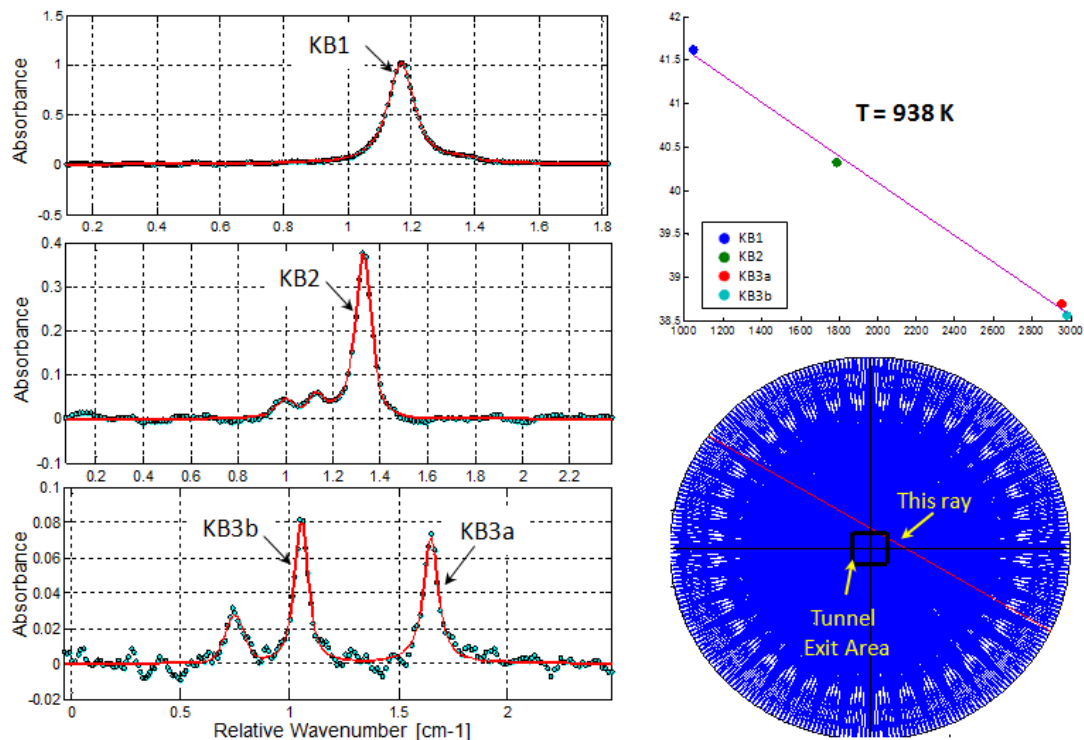 1.5
1
0.5
0
-0.5
Absorbance
KB1
0.2 0.4 0.6 0.8 1 1.2 1.4 1.6 1.8
0.4
0.3
0.2
0.1
0
-0.1
Absorbance
KB2
0.2 0.4 0.6 0.8 1 1.2 1.4 1.6 1.8 2 2.2
0.1
0.08
0.06
0.04
0.02
0
-0.02
Absorbance
KB3b
KB3a
0 0.5 1 1.5 2
Relative Wavenumber [cm-1]
42
41.5
41
40.5
40
39.5
39
38.5
T = 938 K
KB1
KB2
KB3a
KB3b
1000 1200 1400 1600 1800 2000 2200 2400 2600 2800 3000
This ray
Tunnel
Exit Area